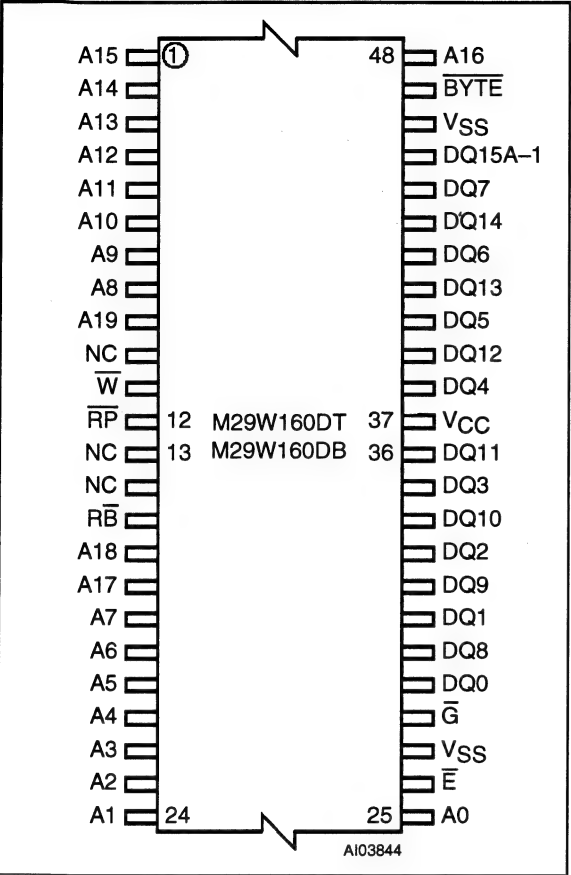 A15 ① 48 A16
A14 B̅Y̅T̅E̅
A13 VSS
A12 DQ15A–1
A11 DQ7
A10 DQ14
A9 DQ6
A8 DQ13
A19 DQ5
NC DQ12
W̅ DQ4
R̅P̅ 12 M29W160DT 37 VCC
NC 13 M29W160DB 36 DQ11
NC DQ3
RB̅ DQ10
A18 DQ2
A17 DQ9
A7 DQ1
A6 DQ8
A5 DQ0
A4 G̅
A3 VSS
A2 E̅
A1 24 25 A0
AI03844